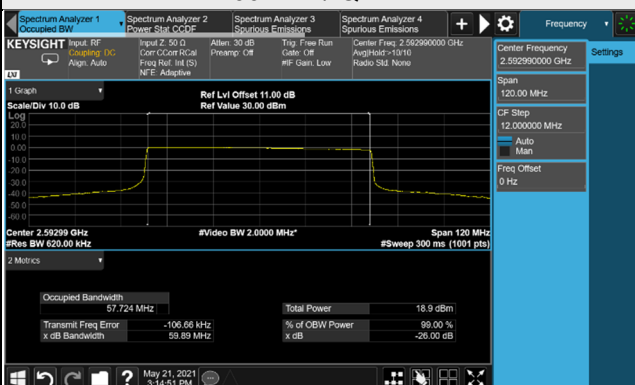 Spectrum Analyzer 1
Occupied BW
Spectrum Analyzer 2
Power Stat CCDF
Spectrum Analyzer 3
Spurious Emissions
Spectrum Analyzer 4
Spurious Emissions
Frequency
KEYSIGHT
Input: RF
Coupling: DC
Align: Auto
Input Z: 50 Ω
Corr CCorr RCal
Freq Ref: Int (S)
NFE: Adaptive
Atten: 30 dB
Preamp: Off
Trig: Free Run
Gate: Off
#IF Gain: Low
Center Freq: 2.592990000 GHz
Avg|Hold:>10/10
Radio Std: None
LXI
Center Frequency
2.592990000 GHz
Settings
Span
120.00 MHz
CF Step
12.000000 MHz
Auto
Man
Freq Offset
0 Hz
1 Graph
Scale/Div 10.0 dB
Ref Lvl Offset 11.00 dB
Ref Value 30.00 dBm
Log
20.0
10.0
0.00
-10.0
-20.0
-30.0
-40.0
-50.0
-60.0
Center 2.59299 GHz
#Video BW 2.0000 MHz*
Span 120 MHz
#Res BW 620.00 kHz
#Sweep 300 ms (1001 pts)
2 Metrics
Occupied Bandwidth
57.724 MHz
Total Power 18.9 dBm
Transmit Freq Error -106.66 kHz
% of OBW Power 99.00 %
x dB Bandwidth 59.89 MHz
x dB -26.00 dB
?
May 21, 2021
3:14:51 PM